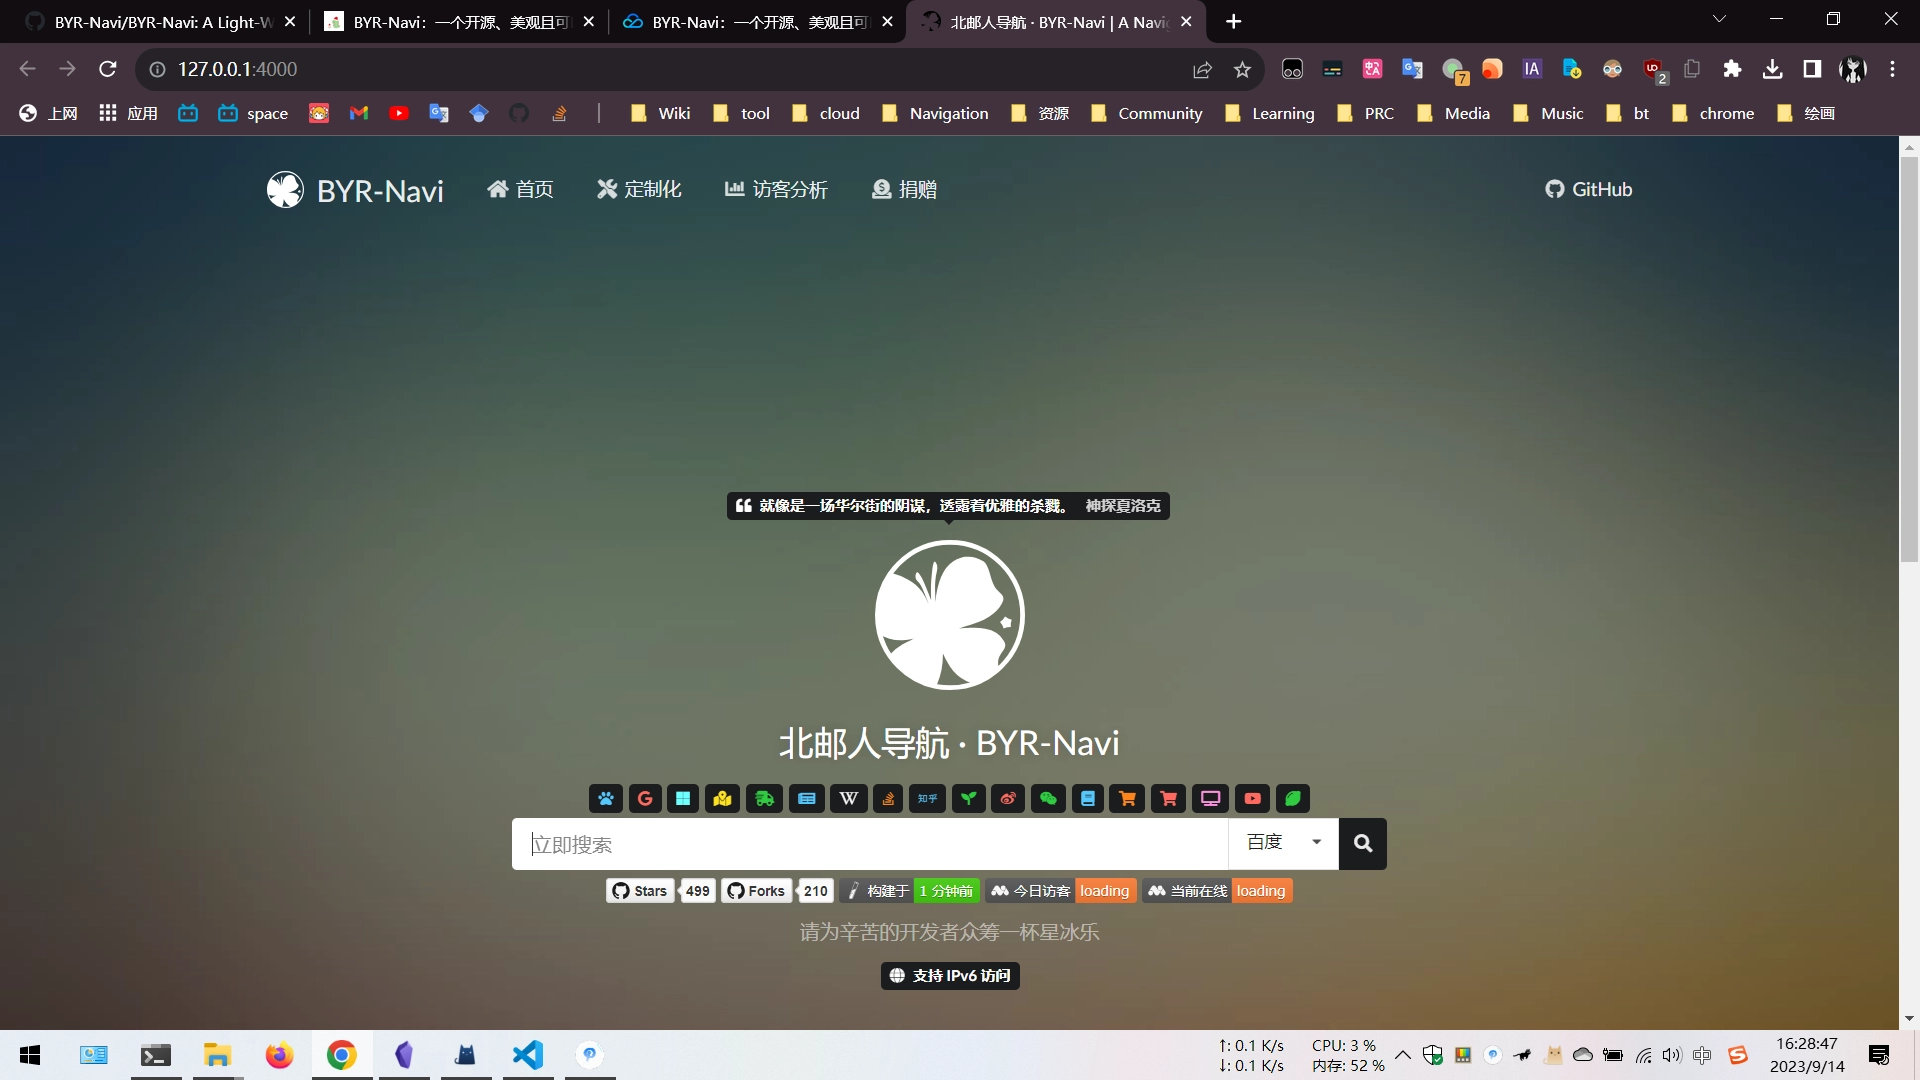 BYR-Navi/BYR-Navi: A Light-W
BYR-Navi：一个开源、美观且可
BYR-Navi：一个开源、美观且可
北邮人导航 · BYR-Navi | A Navig
127.0.0.1:4000
上网 应用 space Wiki tool cloud Navigation 资源 Community Learning PRC Media Music bt chrome 绘画
BYR-Navi 首页 定制化 访客分析 捐赠 GitHub
就像是一场华尔街的阴谋，透露着优雅的杀戮。 神探夏洛克
北邮人导航 · BYR-Navi
知乎
立即搜索 百度
Stars 499 Forks 210 构建于 1 分钟前 今日访客 loading 当前在线 loading
请为辛苦的开发者众筹一杯星冰乐
支持 IPv6 访问
↑: 0.1 K/s CPU: 3 % 16:28:47
↓: 0.1 K/s 内存: 52 % 中 2023/9/14